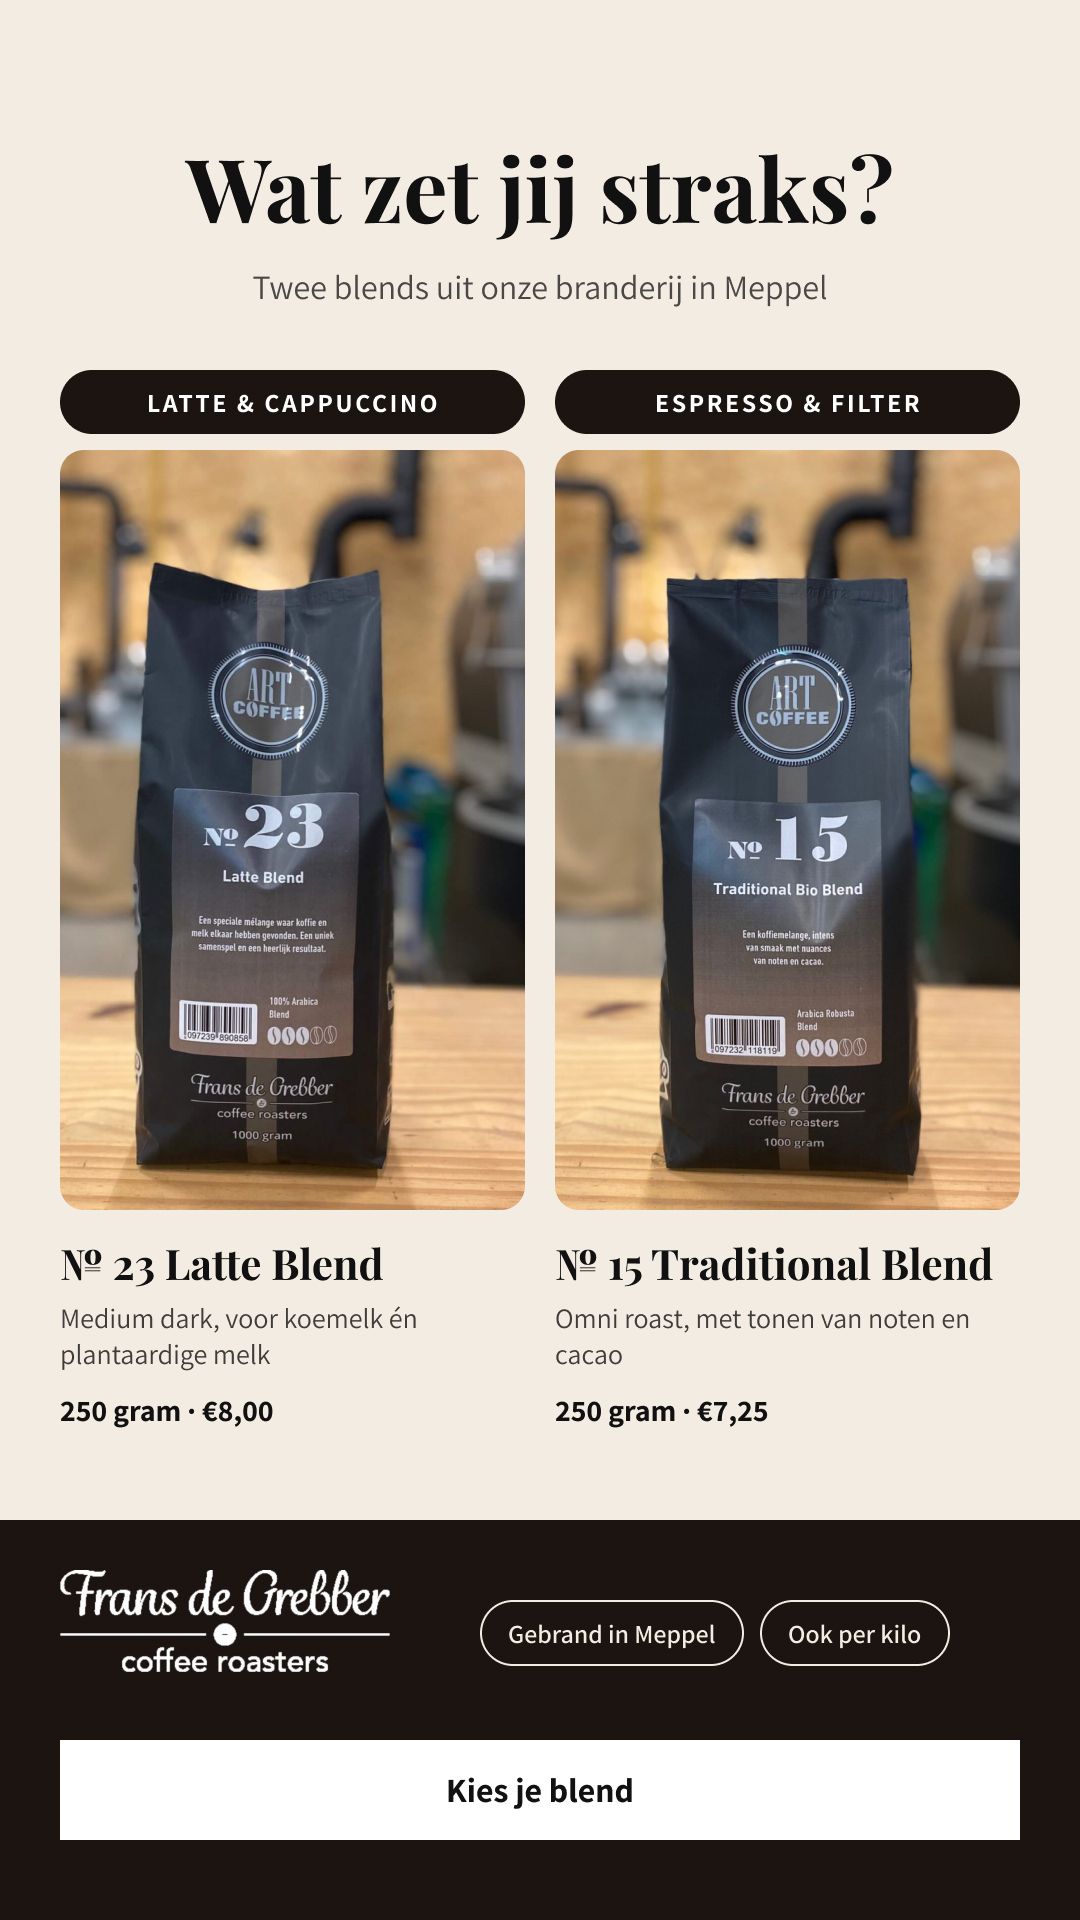 Wat zet jij straks?
Twee blends uit onze branderij in Meppel
LATTE & CAPPUCCINO
ESPRESSO & FILTER
ART
COFFEE
№ 23
Latte Blend
Een speciale mélange waar koffie en
melk elkaar hebben gevonden. Een uniek
samenspel en een heerlijk resultaat.
100% Arabica
Blend
097239 890858
Frans de Grebber
coffee roasters
1000 gram
ART
COFFEE
№ 15
Traditional Bio Blend
Een koffiemelange, intens
van smaak met nuances
van noten en cacao.
Arabica Robusta
Blend
097232 118119
Frans de Grebber
&
coffee roasters
1000 gram
№ 23 Latte Blend
Medium dark, voor koemelk én
plantaardige melk
250 gram · €8,00
№ 15 Traditional Blend
Omni roast, met tonen van noten en
cacao
250 gram · €7,25
Frans de Grebber
coffee roasters
Gebrand in Meppel
Ook per kilo
Kies je blend